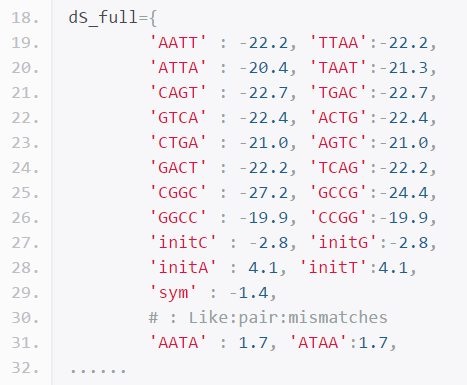 18. dS_full={
19. 'AATT' : -22.2, 'TTAA':-22.2,
20. 'ATTA' : -20.4, 'TAAT':-21.3,
21. 'CAGT' : -22.7, 'TGAC':-22.7,
22. 'GTCA' : -22.4, 'ACTG':-22.4,
23. 'CTGA' : -21.0, 'AGTC':-21.0,
24. 'GACT' : -22.2, 'TCAG':-22.2,
25. 'CGGC' : -27.2, 'GCCG':-24.4,
26. 'GGCC' : -19.9, 'CCGG':-19.9,
27. 'initC' : -2.8, 'initG':-2.8,
28. 'initA' : 4.1, 'initT':4.1,
29. 'sym' : -1.4,
30. # : Like:pair:mismatches
31. 'AATA' : 1.7, 'ATAA':1.7,
32. ......